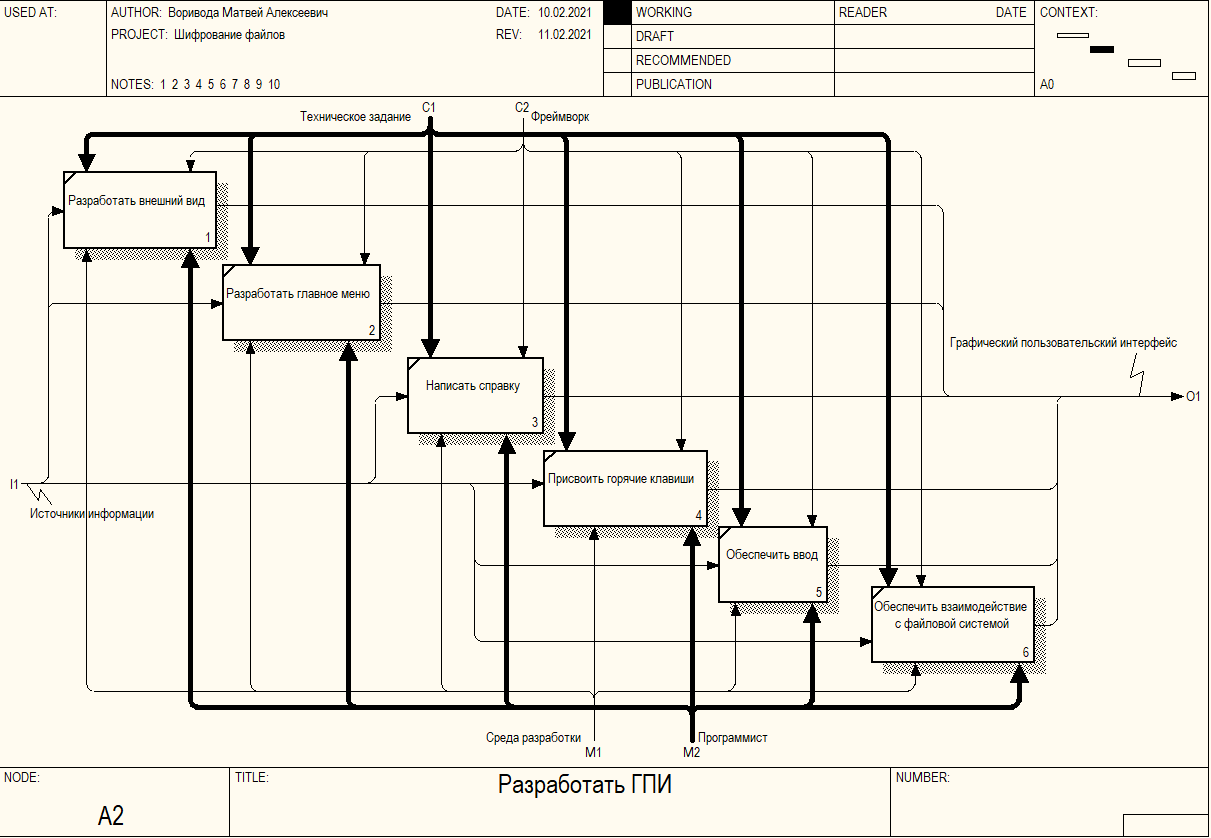 USED AT:
AUTHOR: Воривода Матвей Алексеевич
DATE: 10.02.2021
PROJECT: Шифрование файлов
REV: 11.02.2021
NOTES: 1 2 3 4 5 6 7 8 9 10
WORKING
DRAFT
RECOMMENDED
PUBLICATION
READER DATE
CONTEXT:
A0
C1
Техническое задание
C2
Фреймворк
Разработать внешний вид
1
Разработать главное меню
2
Графический пользовательский интерфейс
Написать справку
3
O1
Присвоить горячие клавиши
4
I1
Источники информации
Обеспечить ввод
5
Обеспечить взаимодействие
с файловой системой
6
Среда разработки
M1
Программист
M2
NODE:
A2
TITLE:
Разработать ГПИ
NUMBER: